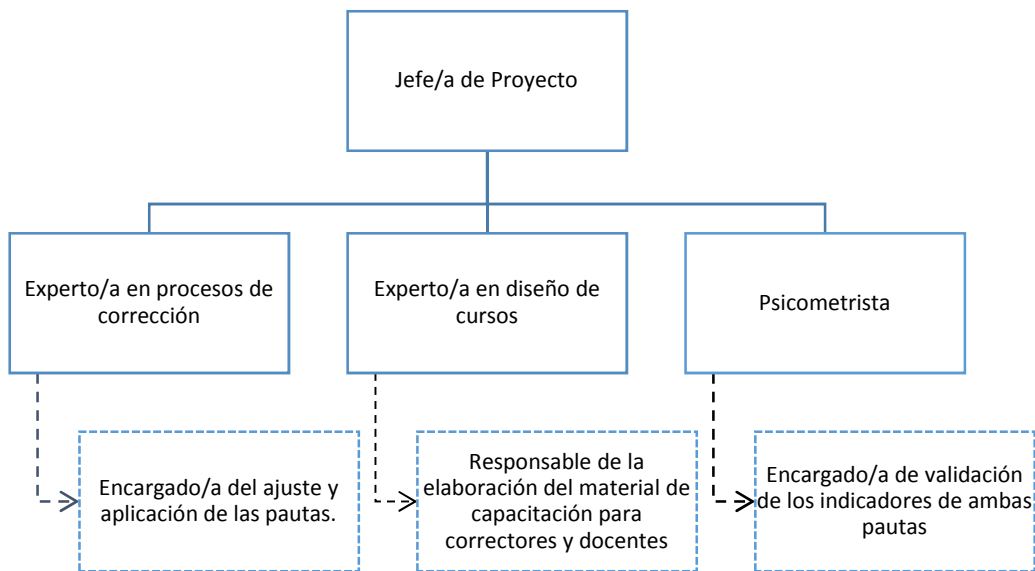 Jefe/a de Proyecto
Experto/a en procesos de
corrección
Experto/a en diseño de
cursos
Psicometrista
Encargado/a del ajuste y
aplicación de las pautas.
Responsable de la
elaboración del material de
capacitación para
correctores y docentes
Encargado/a de validación
de los indicadores de ambas
pautas